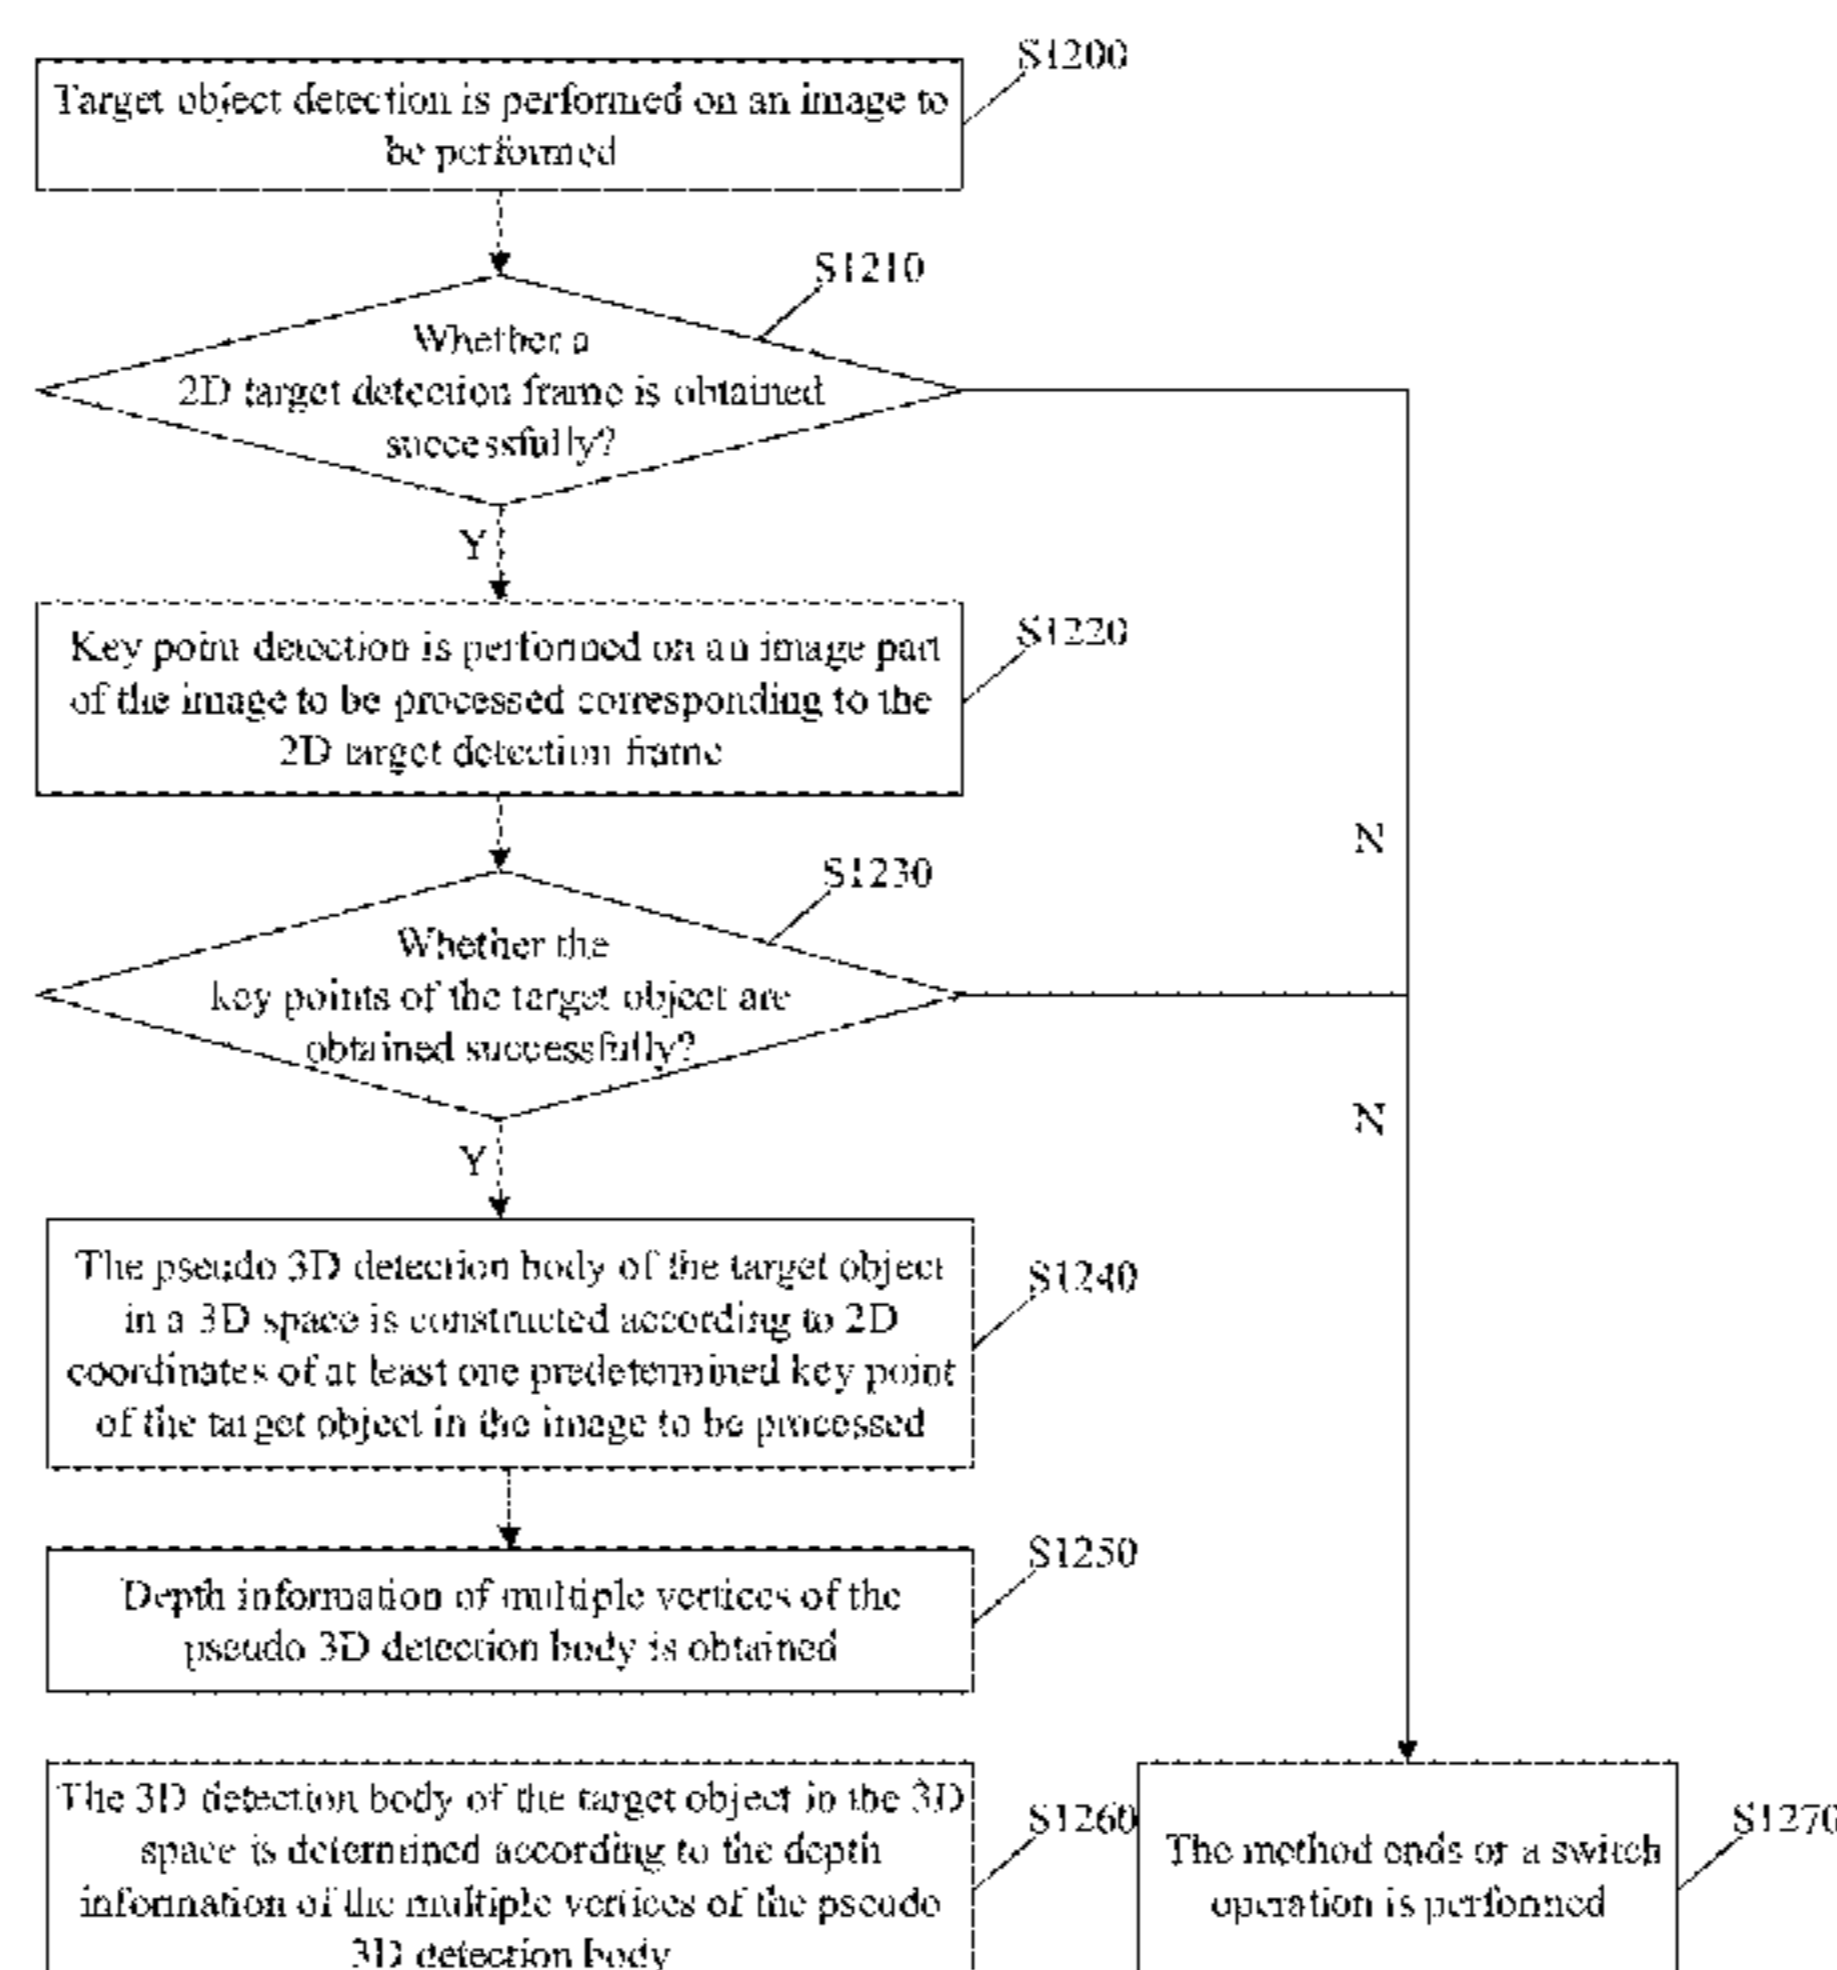 S1200
Target object detection is performed on an image to
be performed
S1210
Whether a
2D target detection frame is obtained
successfully?
Y
S1220
Key point detection is performed on an image part
of the image to be processed corresponding to the
2D target detection frame
N
S1230
Whether the
key points of the target object are
obtained successfully?
N
Y
S1240
The pseudo 3D detection body of the target object
in a 3D space is constructed according to 2D
coordinates of at least one predetermined key point
of the target object in the image to be processed
S1250
Depth information of multiple vertices of the
pseudo 3D detection body is obtained
S1260
The 3D detection body of the target object in the 3D
space is determined according to the depth
information of the multiple vertices of the pseudo
3D detection body
S1270
The method ends or a switch
operation is performed